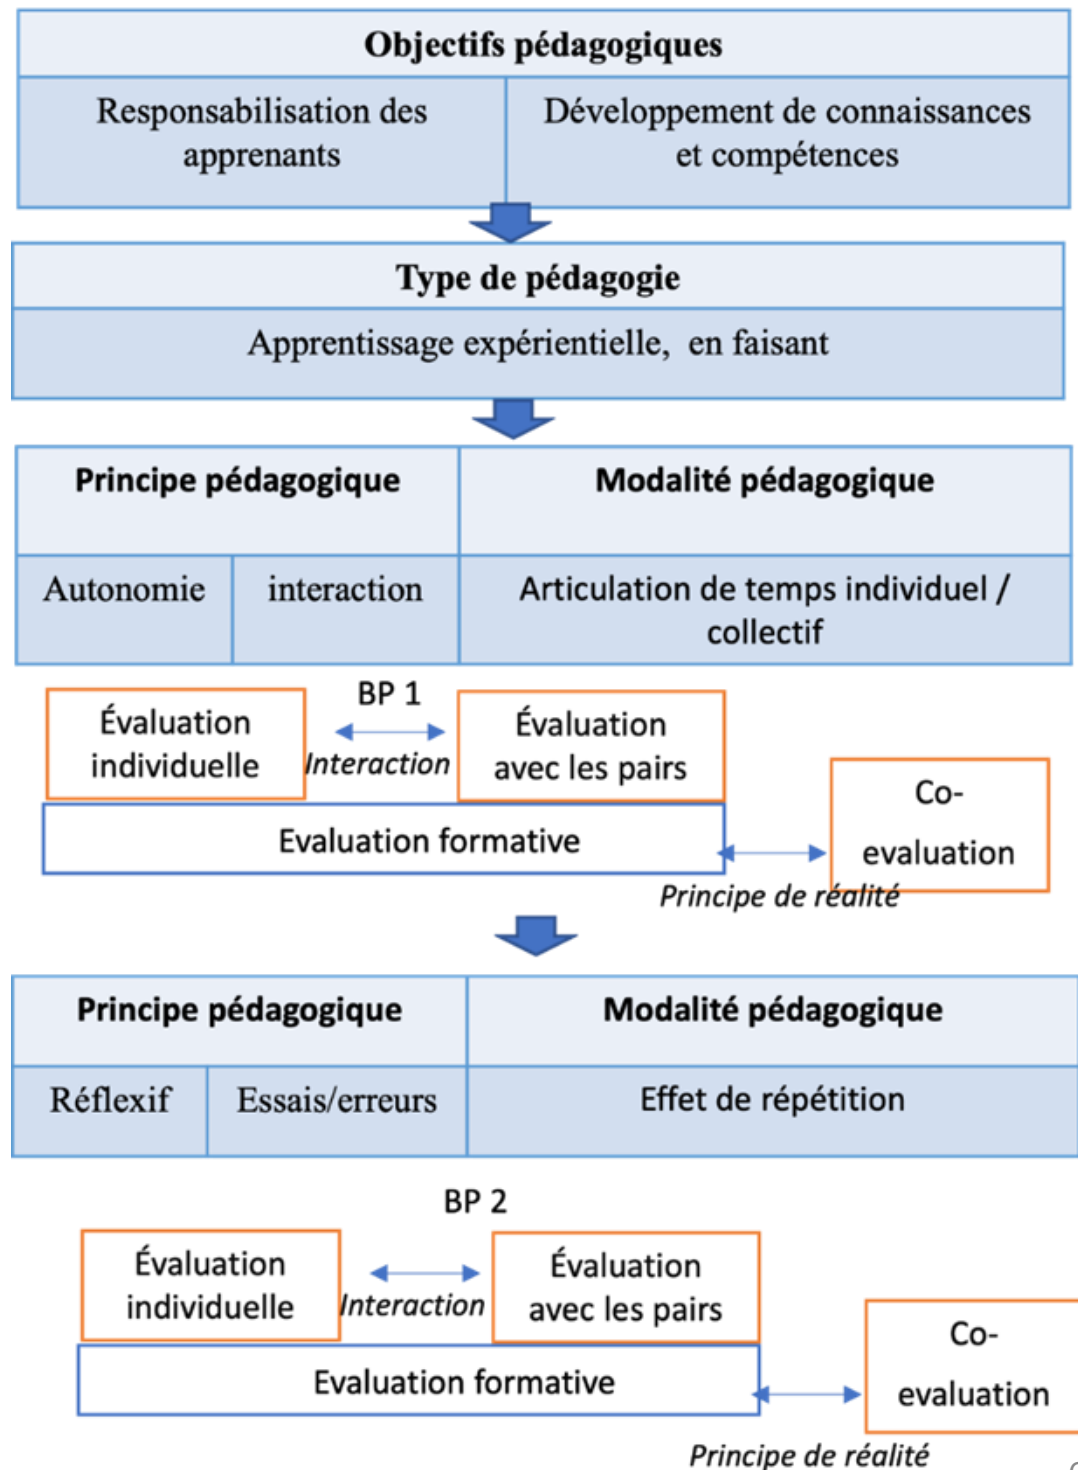 Objectifs pédagogiques
Responsabilisation des
apprenants
Développement de connaissances
et compétences
Type de pédagogie
Apprentissage expérientielle, en faisant
Principe pédagogique
Modalité pédagogique
Autonomie
interaction
Articulation de temps individuel /
collectif
BP 1
Évaluation
individuelle
Interaction
Évaluation
avec les pairs
Evaluation formative
Co-
evaluation
Principe de réalité
Principe pédagogique
Modalité pédagogique
Réflexif
Essais/erreurs
Effet de répétition
BP 2
Évaluation
individuelle
Interaction
Évaluation
avec les pairs
Evaluation formative
Co-
evaluation
Principe de réalité